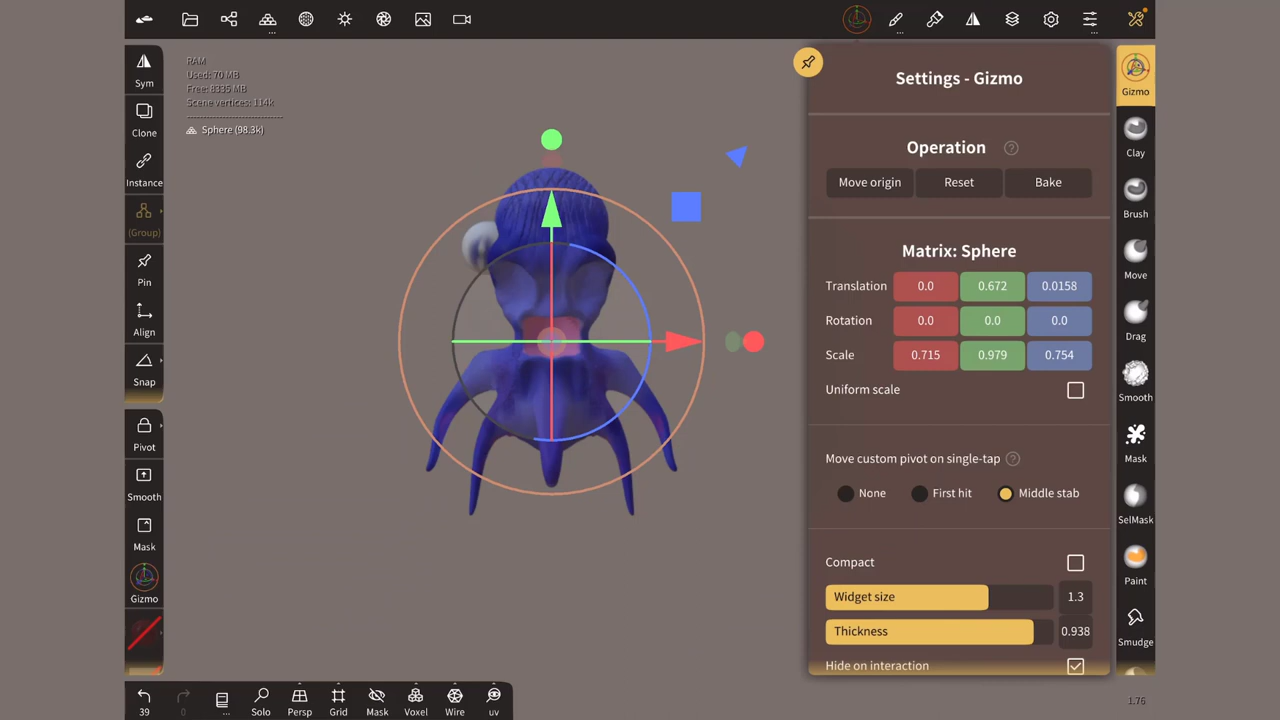 RAM
Used: 70 MB
Free: 8335 MB
Scene vertices: 114k
Sphere (98.3k)
Sym
Clone
Instance
(Group)
Pin
Align
Snap
Pivot
Smooth
Mask
Gizmo
39
0
Solo
Persp
Grid
Mask
Voxel
Wire
uv
Settings - Gizmo
Operation ?
Move origin
Reset
Bake
Matrix: Sphere
Translation 0.0 0.672 0.0158
Rotation 0.0 0.0 0.0
Scale 0.715 0.979 0.754
Uniform scale
Move custom pivot on single-tap ?
None First hit Middle stab
Compact
Widget size 1.3
Thickness 0.938
Hide on interaction
Gizmo
Clay
Brush
Move
Drag
Smooth
Mask
SelMask
Paint
Smudge
1.76